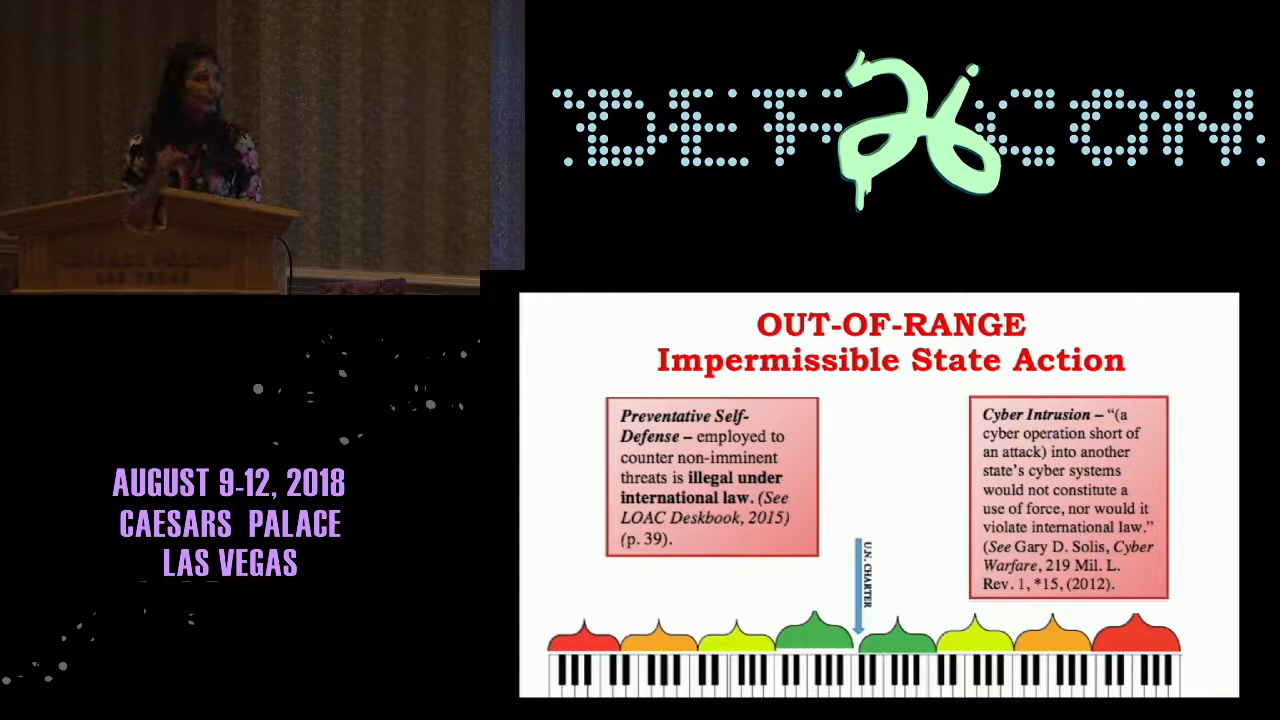 DEF 26 CON
AUGUST 9-12, 2018
CAESARS PALACE
LAS VEGAS
LAS VEGAS
OUT-OF-RANGE
Impermissible State Action
Preventative Self-
Defense – employed to
counter non-imminent
threats is illegal under
international law. (See
LOAC Deskbook, 2015)
(p. 39).
Cyber Intrusion – “(a
cyber operation short of
an attack) into another
state’s cyber systems
would not constitute a
use of force, nor would it
violate international law.”
(See Gary D. Solis, Cyber
Warfare, 219 Mil. L.
Rev. 1, *15, (2012).
U.N. CHARTER